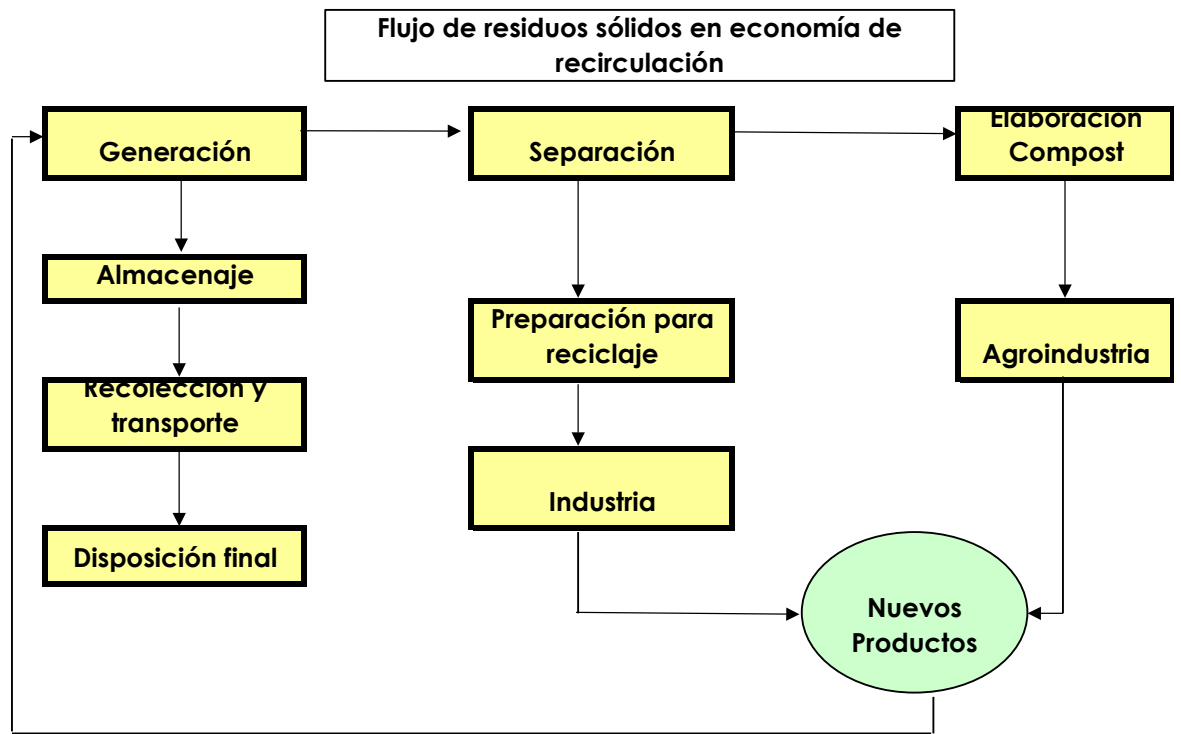 Flujo de residuos sólidos en economía de
recirculación
Generación
Separación
Elaboración
Compost
Almacenaje
Preparación para
reciclaje
Agroindustria
Recolección y
transporte
Industria
Disposición final
Nuevos
Productos